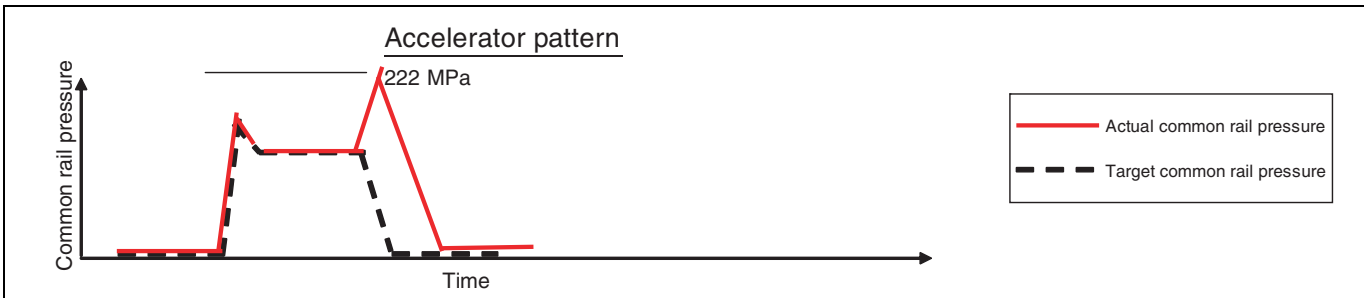 Accelerator pattern
222 MPa
Common rail pressure
Time
Actual common rail pressure
Target common rail pressure